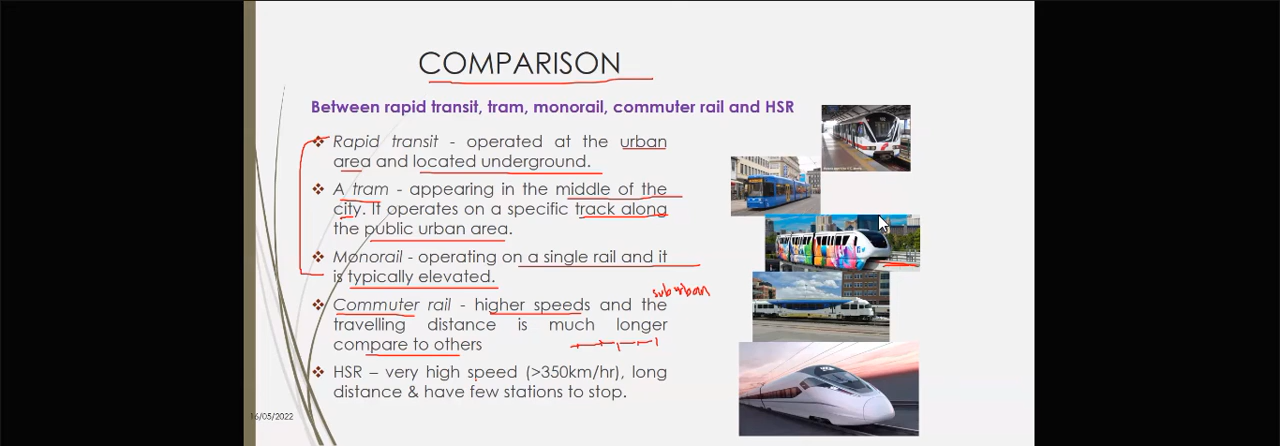 COMPARISON
Between rapid transit, tram, monorail, commuter rail and HSR
❖ Rapid transit - operated at the urban
area and located underground.
❖ A tram - appearing in the middle of the
city. It operates on a specific track along
the public urban area.
❖ Monorail - operating on a single rail and it
is typically elevated.
suburban
❖ Commuter rail - higher speeds and the
travelling distance is much longer
compare to others
❖ HSR – very high speed (>350km/hr), long
distance & have few stations to stop.
16/05/2022